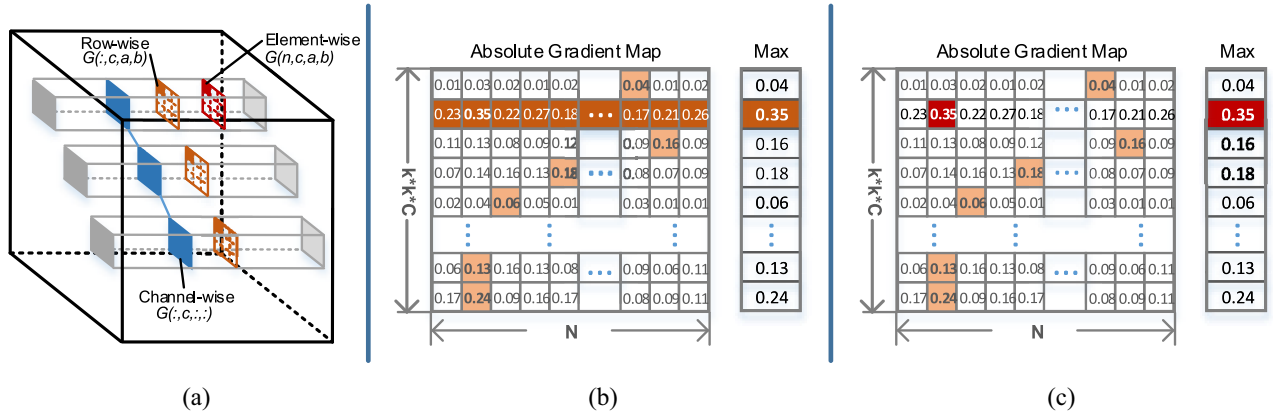 Row-wise
G(:,c,a,b)
Element-wise
G(n,c,a,b)
Channel-wise
G(:,c,:,:)
(a)
Absolute Gradient Map Max
0.01 0.03 0.02 0.01 0.02 0.04 0.01 0.02 0.04
0.23 0.35 0.22 0.27 0.18 ... 0.17 0.21 0.26 0.35
0.11 0.13 0.08 0.09 0.12 0.09 0.16 0.09 0.16
0.07 0.14 0.16 0.13 0.18 ... 0.08 0.07 0.09 0.18
0.02 0.04 0.06 0.05 0.01 0.03 0.01 0.01 0.06
0.06 0.13 0.16 0.13 0.08 ... 0.09 0.06 0.11 0.13
0.17 0.24 0.09 0.16 0.17 0.08 0.09 0.11 0.24
k*k*C
N
(b)
Absolute Gradient Map Max
0.01 0.03 0.02 0.01 0.02 0.04 0.01 0.02 0.04
0.23 0.35 0.22 0.27 0.18 ... 0.17 0.21 0.26 0.35
0.11 0.13 0.08 0.09 0.12 0.09 0.16 0.09 0.16
0.07 0.14 0.16 0.13 0.18 ... 0.08 0.07 0.09 0.18
0.02 0.04 0.06 0.05 0.01 0.03 0.01 0.01 0.06
0.06 0.13 0.16 0.13 0.08 ... 0.09 0.06 0.11 0.13
0.17 0.24 0.09 0.16 0.17 0.08 0.09 0.11 0.24
k*k*C
N
(c)